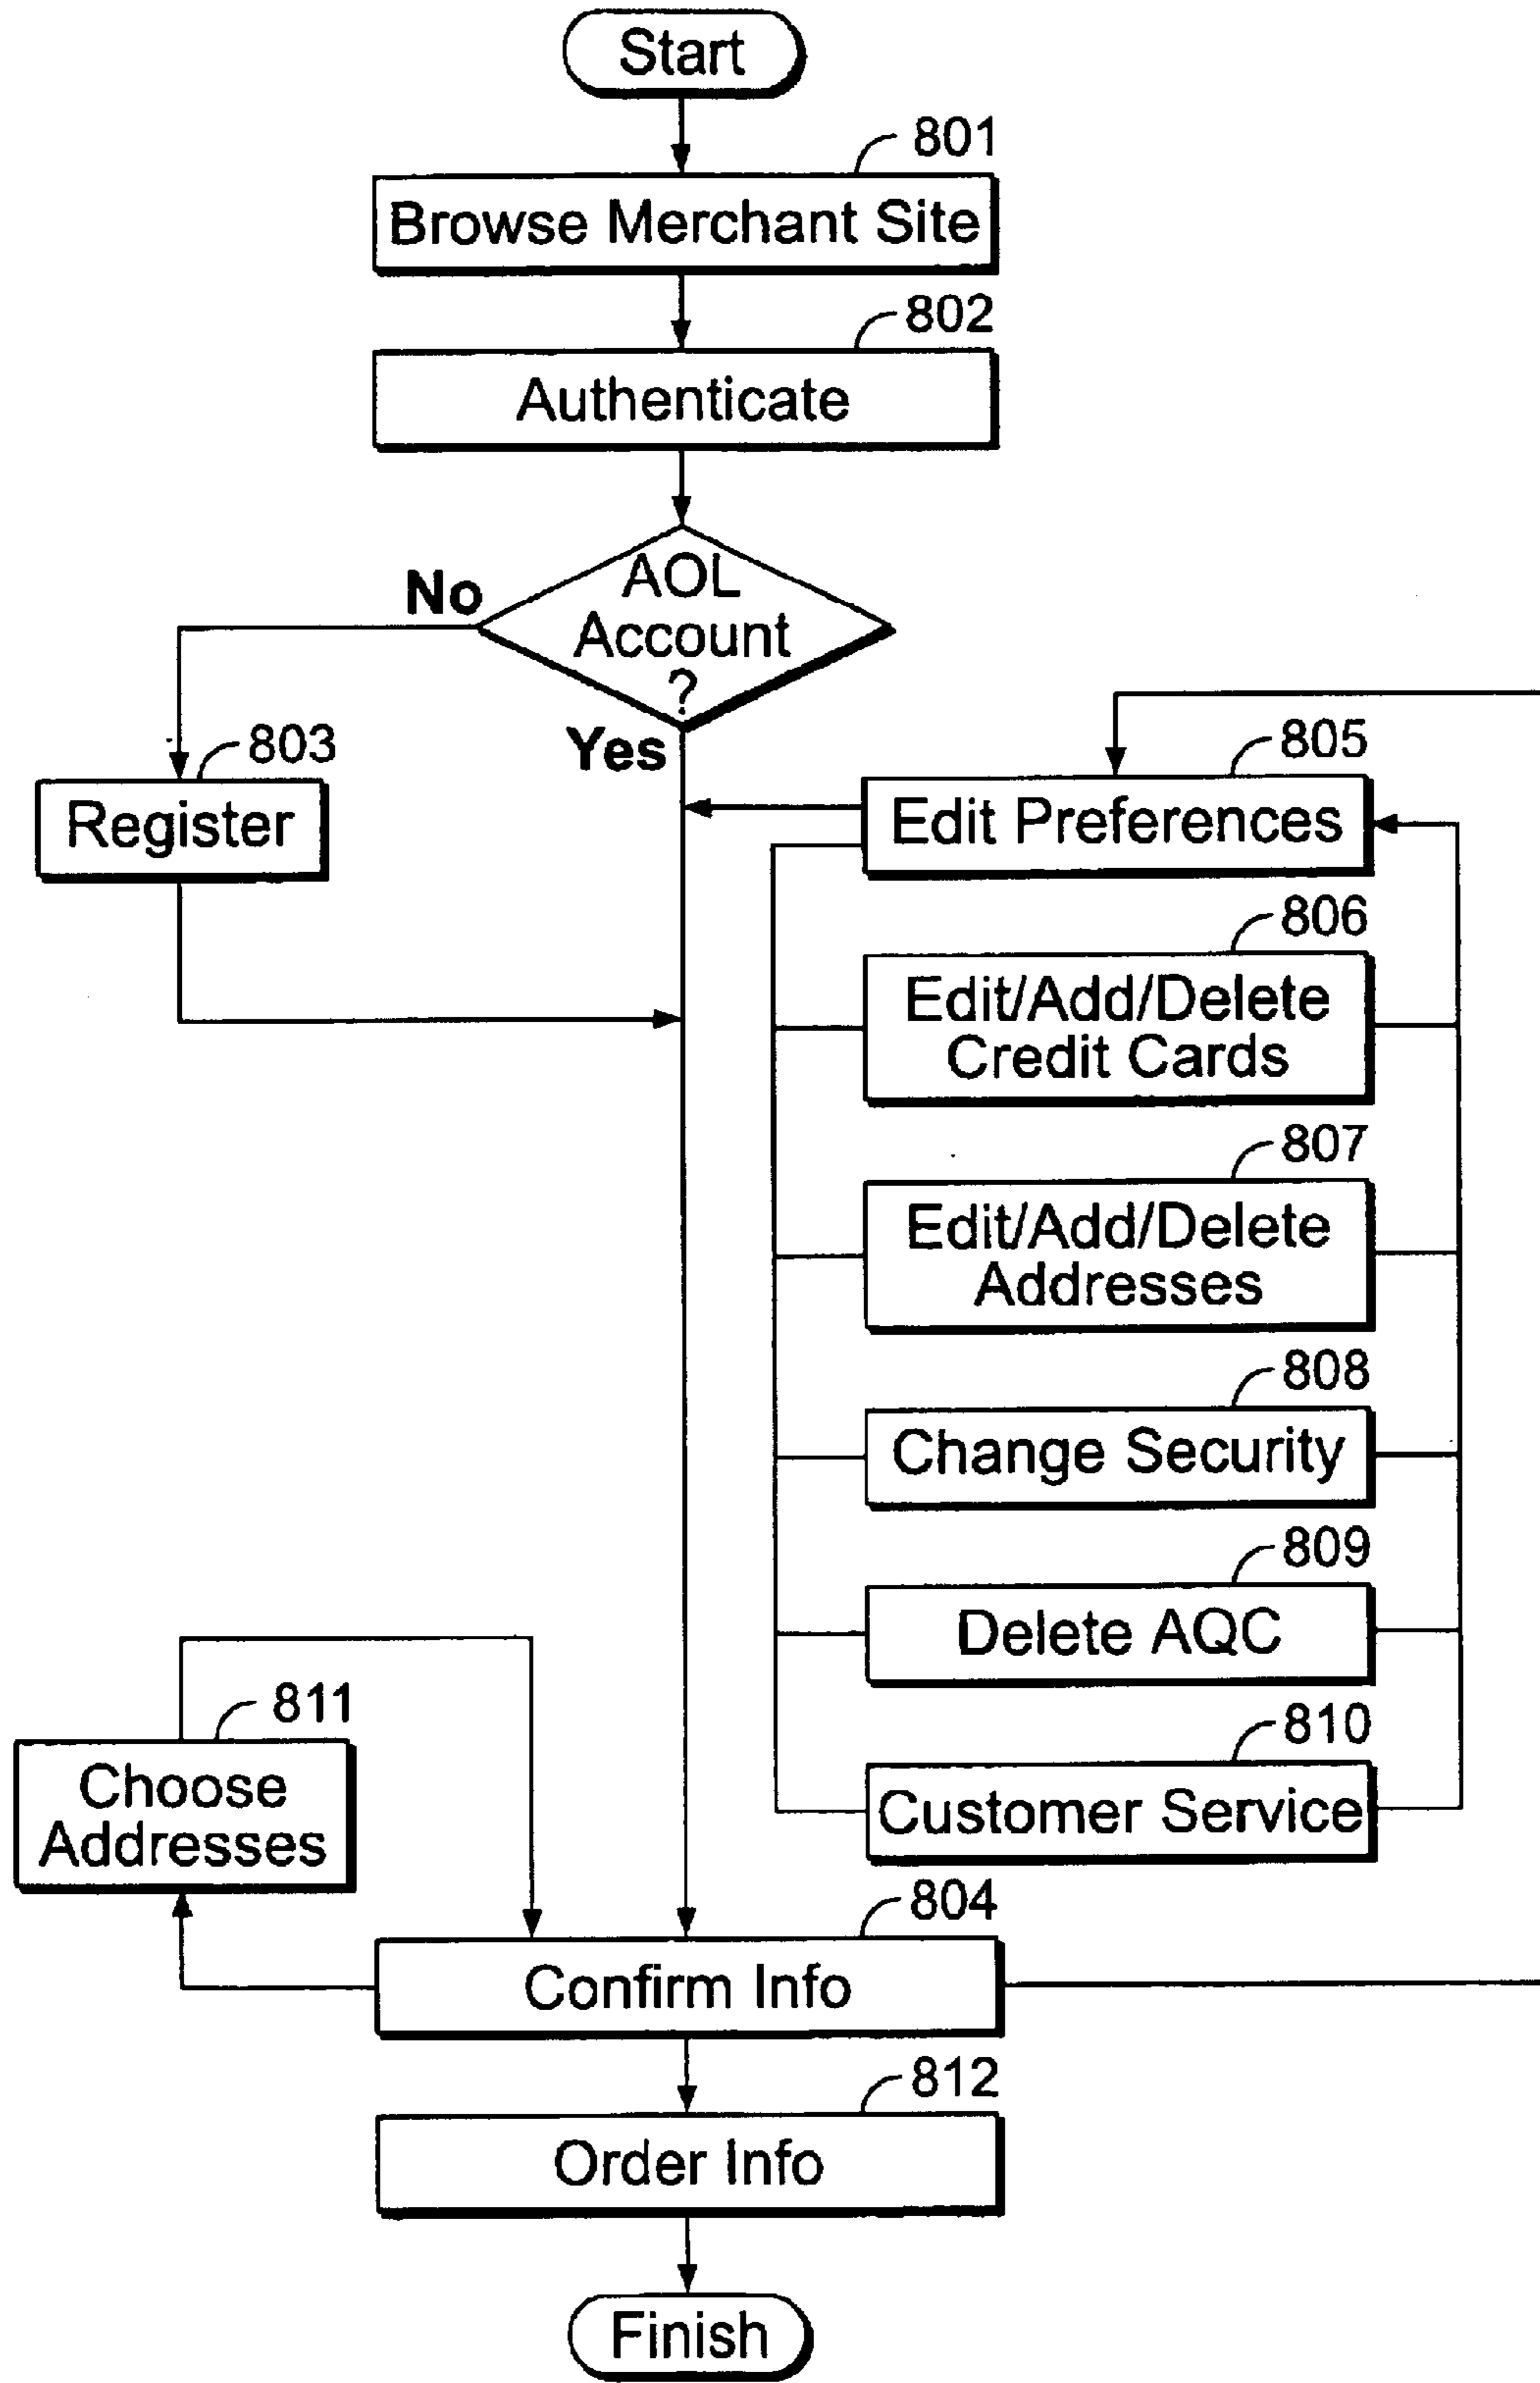 Start
801
Browse Merchant Site
802
Authenticate
No
AOL
Account
?
Yes
803
Register
805
Edit Preferences
806
Edit/Add/Delete
Credit Cards
807
Edit/Add/Delete
Addresses
808
Change Security
809
Delete AQC
810
Customer Service
811
Choose
Addresses
804
Confirm Info
812
Order Info
Finish